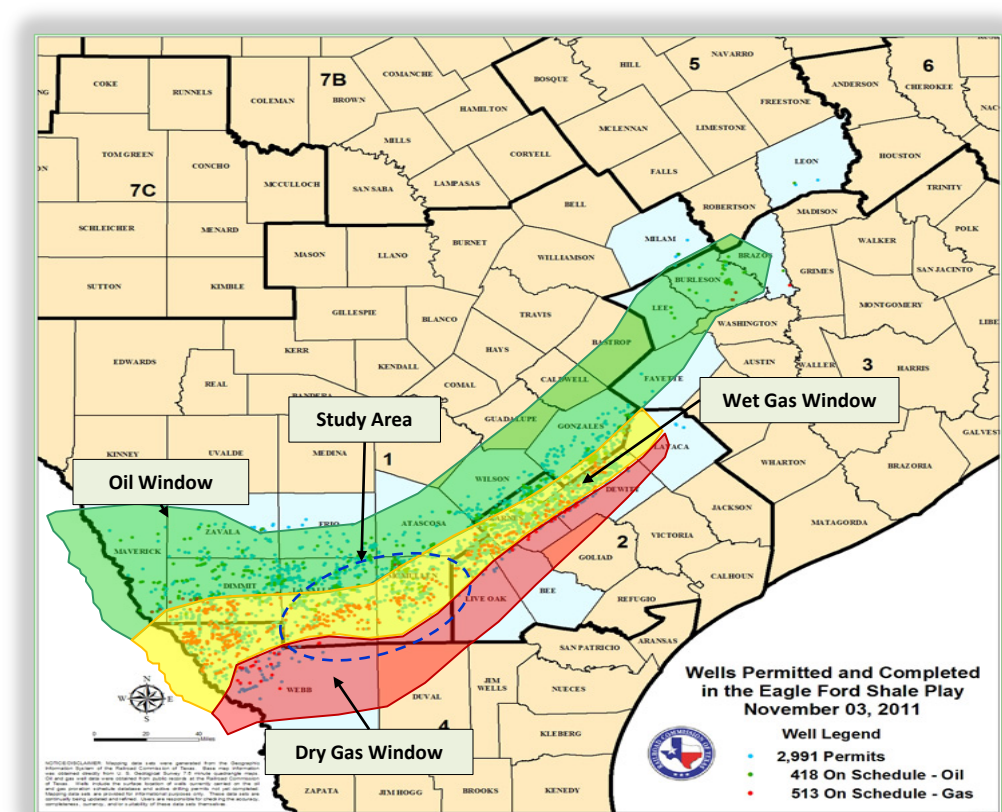 NAVARRO
HILL
5
6
COMANCHE
7B
BOSQUE
ANDERSON
CHEROKEE
COKE
RUNNELS
COLEMAN
BROWN
FREESTONE
HAMILTON
MCLENNAN
LIMESTONE
MILLS
CORYELL
HOUSTON
TOM GREEN
CONCHO
LEON
FALLS
MCCULLOCH
SAN SABA
LAMPASAS
TRINITY
7C
BELL
ROBERTSON
MADISON
SCHLEICHER
MENARD
BURNET
MILAM
WALKER
POLK
MASON
LLANO
WILLIAMSON
BRAZOS
SAN JACINTO
GRIMES
SUTTON
KIMBLE
BURLESON
MONTGOMERY
GILLESPIE
TRAVIS
LEE
BLANCO
WASHINGTON
BASTROP
HAYS
KERR
EDWARDS
AUSTIN
WALLER
3
HARRIS
KENDALL
REAL
COMAL
CALDWELL
FAYETTE
Study Area
Wet Gas Window
GUADALUPE
GONZALES
KINNEY
UVALDE
MEDINA
1
LAVACA
WHARTON
BRAZORIA
Oil Window
WILSON
DEWITT
JACKSON
MATAGORDA
ZAVALA
FRIO
ATASCOSA
MAVERICK
VICTORIA
2
GOLIAD
DIMMIT
CALHOUN
LIVE OAK
BEE
REFUGIO
ARANSAS
SAN PATRICIO
WEBB
DUVAL
JIM
WELLS
NUECES
4
KLEBERG
Dry Gas Window
ZAPATA
JIM HOGG
BROOKS
KENEDY
N
W
E
S
0
20
40
Wells Permitted and Completed
in the Eagle Ford Shale Play
November 03, 2011
Well Legend
2,991 Permits
418 On Schedule - Oil
513 On Schedule - Gas